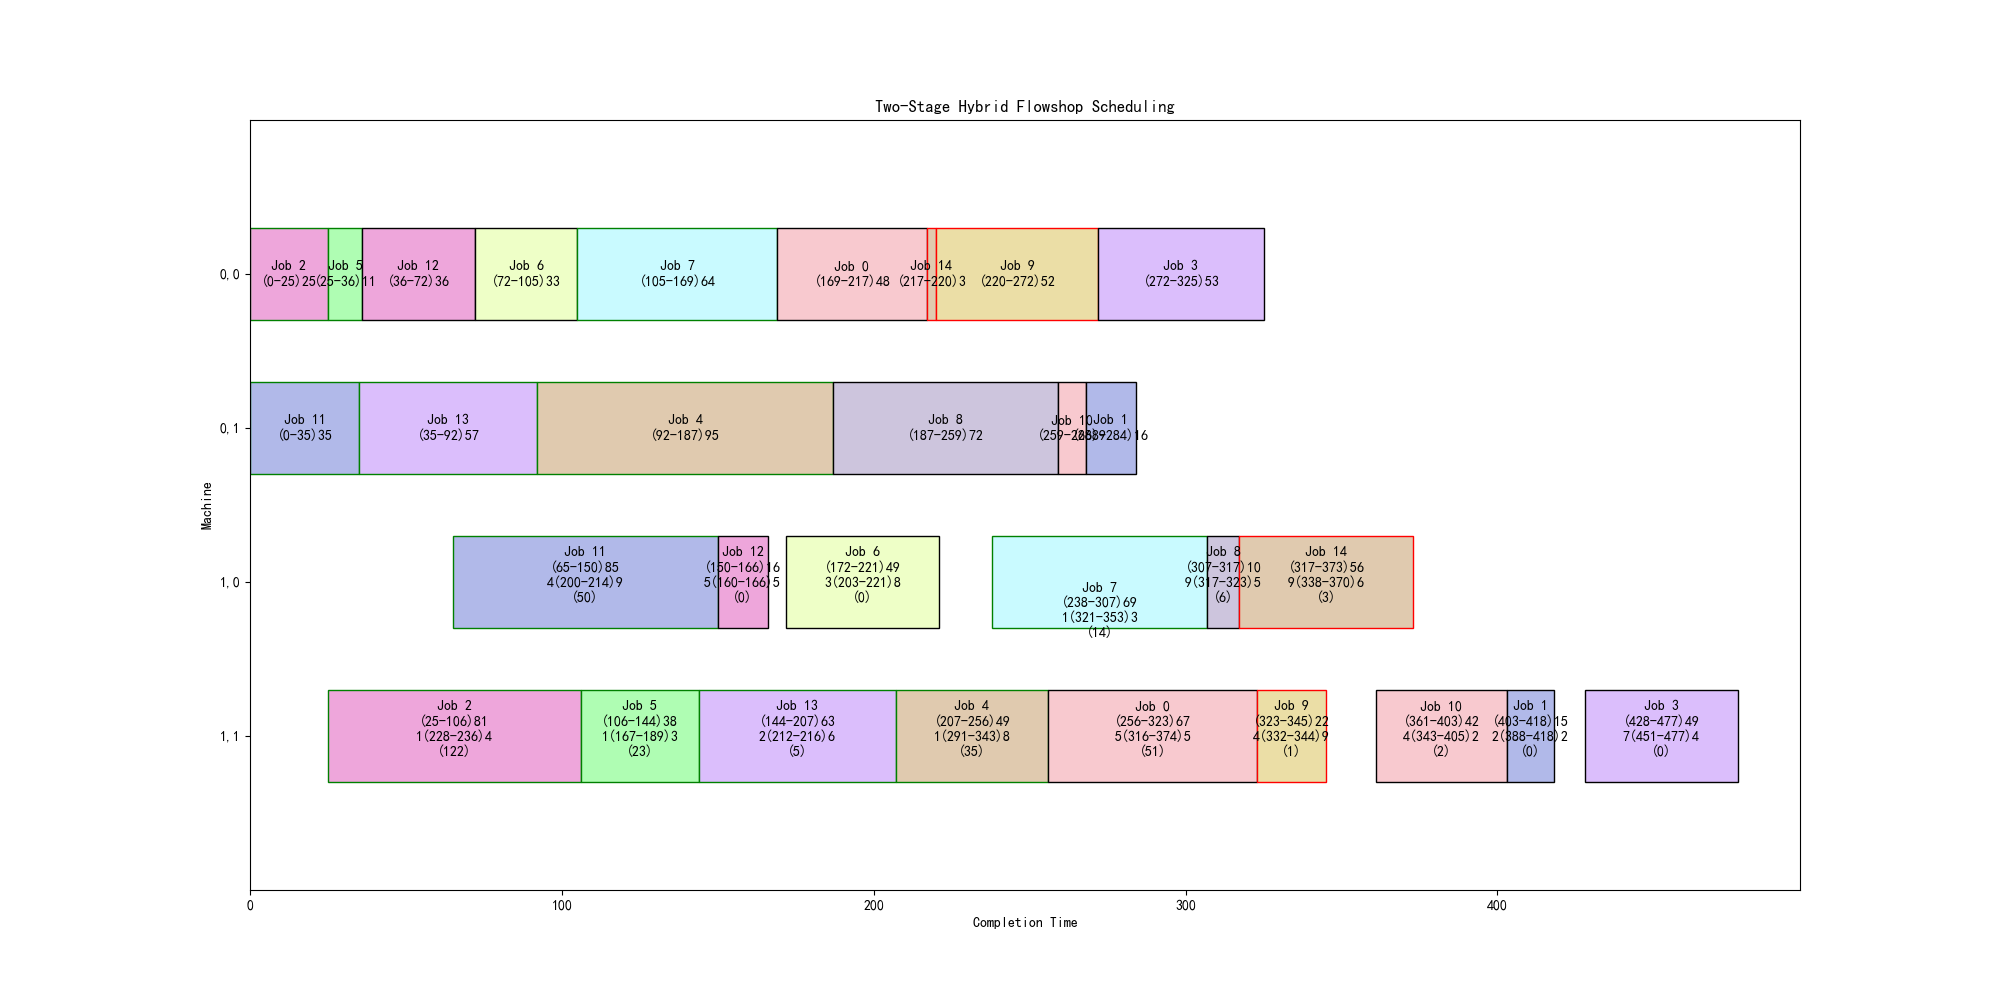 Two-Stage Hybrid Flowshop Scheduling
Machine
0,0
Job 2
(0-25)25
Job 5
(25-36)11
Job 12
(36-72)36
Job 6
(72-105)33
Job 7
(105-169)64
Job 0
(169-217)48
Job 14
(217-220)3
Job 9
(220-272)52
Job 3
(272-325)53
0,1
Job 11
(0-35)35
Job 13
(35-92)57
Job 4
(92-187)95
Job 8
(187-259)72
Job 10
(259-268)9
Job 1
(268-284)16
1,0
Job 11
(65-150)85
4(200-214)9
(50)
Job 12
(150-166)16
5(160-166)5
(0)
Job 6
(172-221)49
3(203-221)8
(0)
Job 7
(238-307)69
1(321-353)3
(14)
Job 8
(307-317)10
9(317-323)5
(6)
Job 14
(317-373)56
9(338-370)6
(3)
1,1
Job 2
(25-106)81
1(228-236)4
(122)
Job 5
(106-144)38
1(167-189)3
(23)
Job 13
(144-207)63
2(212-216)6
(5)
Job 4
(207-256)49
1(291-343)8
(35)
Job 0
(256-323)67
5(316-374)5
(51)
Job 9
(323-345)22
4(332-344)9
(1)
Job 10
(361-403)42
4(343-405)2
(2)
Job 1
(403-418)15
2(388-418)2
(0)
Job 3
(428-477)49
7(451-477)4
(0)
0
100
200
300
400
Completion Time